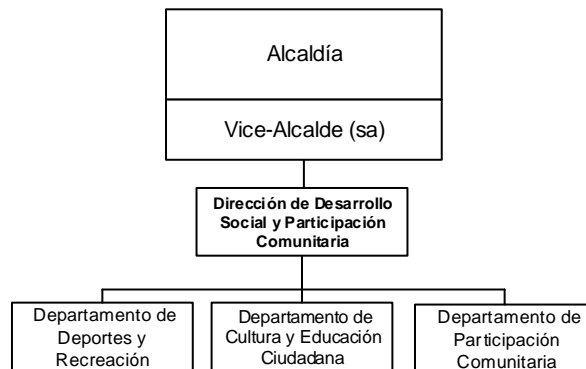 Alcaldía
Vice-Alcalde (sa)
Dirección de Desarrollo
Social y Participación
Comunitaria
Departamento de
Deportes y
Recreación
Departamento de
Cultura y Educación
Ciudadana
Departamento de
Participación
Comunitaria